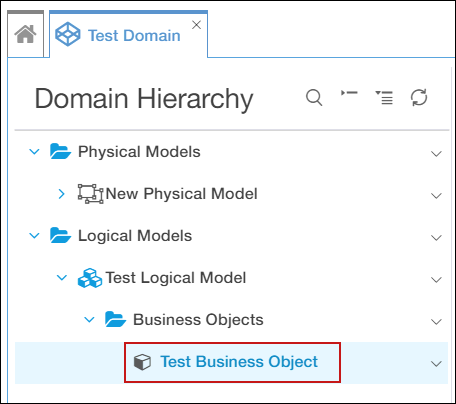 Test Domain
Domain Hierarchy
Physical Models
New Physical Model
Logical Models
Test Logical Model
Business Objects
Test Business Object